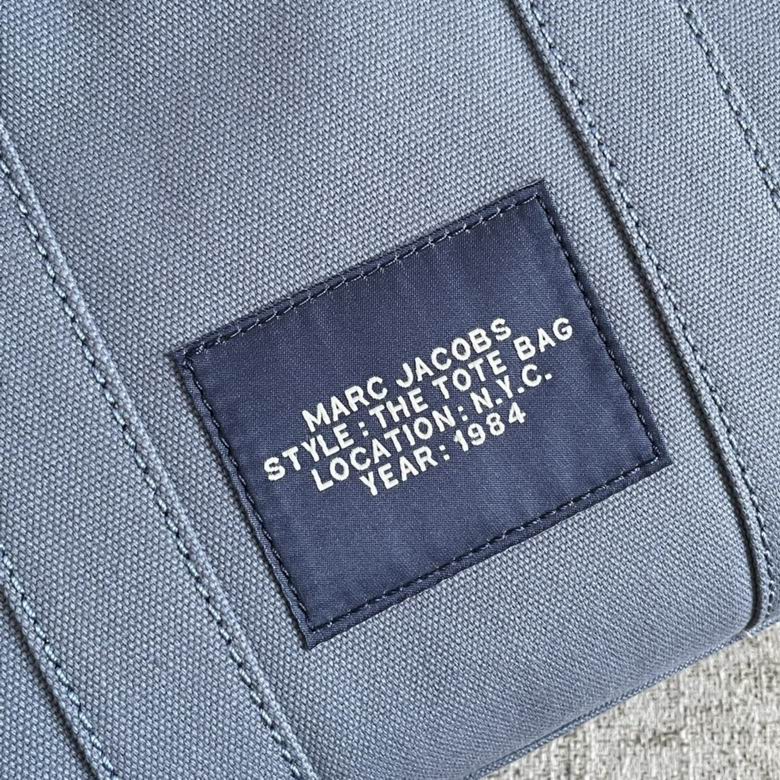 MARC JACOBS
STYLE: THE TOTE BAG
LOCATION: N.Y.C.
YEAR: 1984